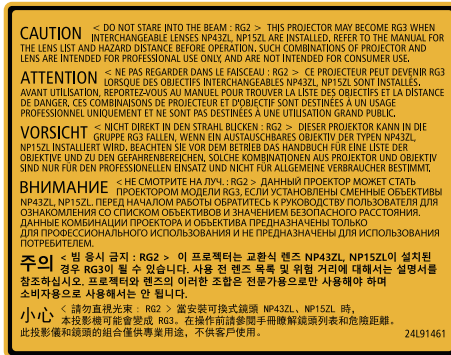 CAUTION < DO NOT STARE INTO THE BEAM : RG2 > THIS PROJECTOR MAY BECOME RG3 WHEN
INTERCHANGEABLE LENSES NP43ZL, NP15ZL ARE INSTALLED, REFER TO THE MANUAL FOR
THE LENS LIST AND HAZARD DISTANCE BEFORE OPERATION, SUCH COMBINATIONS OF PROJECTOR AND
LENS ARE INTENDED FOR PROFESSIONAL USE ONLY, AND ARE NOT INTENDED FOR CONSUMER USE.
ATTENTION < NE PAS REGARDER DANS LE FAISCEAU : RG2 > CE PROJECTEUR PEUT DEVENIR RG3
LORSQUE DES OBJECTIFS INTERCHANGEABLES NP43ZL, NP15ZL SONT INSTALLÉS.
AVANT UTILISATION, REPORTEZ-VOUS AU MANUEL POUR TROUVER LA LISTE DES OBJECTIFS ET LA DISTANCE
DE DANGER, CES COMBINAISONS DE PROJECTEUR ET D'OBJECTIF SONT DESTINÉES À UN USAGE
PROFESSIONNEL UNIQUEMENT ET NE SONT PAS DESTINÉES À UNE UTILISATION GRAND PUBLIC.
VORSICHT < NICHT DIREKT IN DEN STRAHL BLICKEN : RG2 > DIESER PROJEKTOR KANN IN DIE
GRUPPE RG3 FALLEN, WENN EIN AUSTAUSCHBARES OBJEKTIV DER TYPEN NP43ZL,
NP15ZL INSTALLIERT WIRD. BEACHTEN SIE VOR DEM BETRIEB DAS HANDBUCH FÜR EINE LISTE DER
OBJEKTIVE UND ZU DEN GEFAHRENBEREICHEN, SOLCHE KOMBINATIONEN AUS PROJEKTOR UND OBJEKTIV
SIND NUR FÜR DEN PROFESSIONELLEN EINSATZ UND NICHT FÜR ALLGEMEINE VERBRAUCHER BESTIMMT.
ВНИМАНИЕ < НЕ СМОТРИТЕ НА ЛУЧ. : RG2 > ДАННЫЙ ПРОЕКТОР МОЖЕТ СТАТЬ
ПРОЕКТОРОМ МОДЕЛИ RG3, ЕСЛИ УСТАНОВЛЕНЫ СМЕННЫЕ ОБЪЕКТИВЫ
NP43ZL, NP15ZL. ПЕРЕД НАЧАЛОМ РАБОТЫ ОБРАТИТЕСЬ К РУКОВОДСТВУ ПОЛЬЗОВАТЕЛЯ ДЛЯ
ОЗНАКОМЛЕНИЯ СО СПИСКОМ ОБЪЕКТИВОВ И ЗНАЧЕНИЕМ БЕЗОПАСНОГО РАССТОЯНИЯ.
ДАННЫЕ КОМБИНАЦИИ ПРОЕКТОРА И ОБЪЕКТИВА ПРЕДНАЗНАЧЕНЫ ТОЛЬКО
ДЛЯ ПРОФЕССИОНАЛЬНОГО ИСПОЛЬЗОВАНИЯ И НЕ ПРЕДНАЗНАЧЕНЫ ДЛЯ ИСПОЛЬЗОВАНИЯ
ПОТРЕБИТЕЛЕМ.
주의 < 빔 응시 금지 : RG2 > 이 프로젝터는 교환식 렌즈 NP43ZL, NP15ZL이 설치된
경우 RG3이 될 수 있습니다. 사용 전 렌즈 목록 및 위험 거리에 대해서는 설명서를
참조하십시오. 프로젝터와 렌즈의 이러한 조합은 전문가용으로만 사용해야 하며
소비자용으로 사용해서는 안 됩니다.
小心 < 請勿直視光束 : RG2 > 當安裝可換式鏡頭 NP43ZL、NP15ZL 時,
本投影機可能會變成 RG3。在操作前請參閱手冊瞭解鏡頭列表和危險距離。
此投影儀和鏡頭的組合僅供專業用途，不供客戶使用。
24L91461